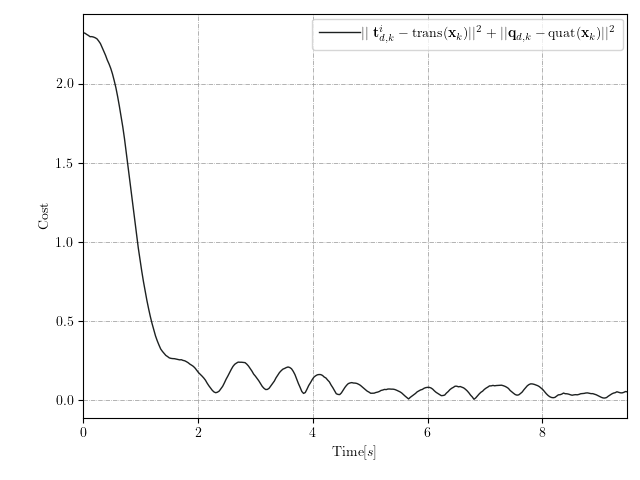 || t^i_{d,k} − trans(x_k)||² + ||q_{d,k} − quat(x_k)||²
2.0
1.5
Cost
1.0
0.5
0.0
0 2 4 6 8
Time[s]